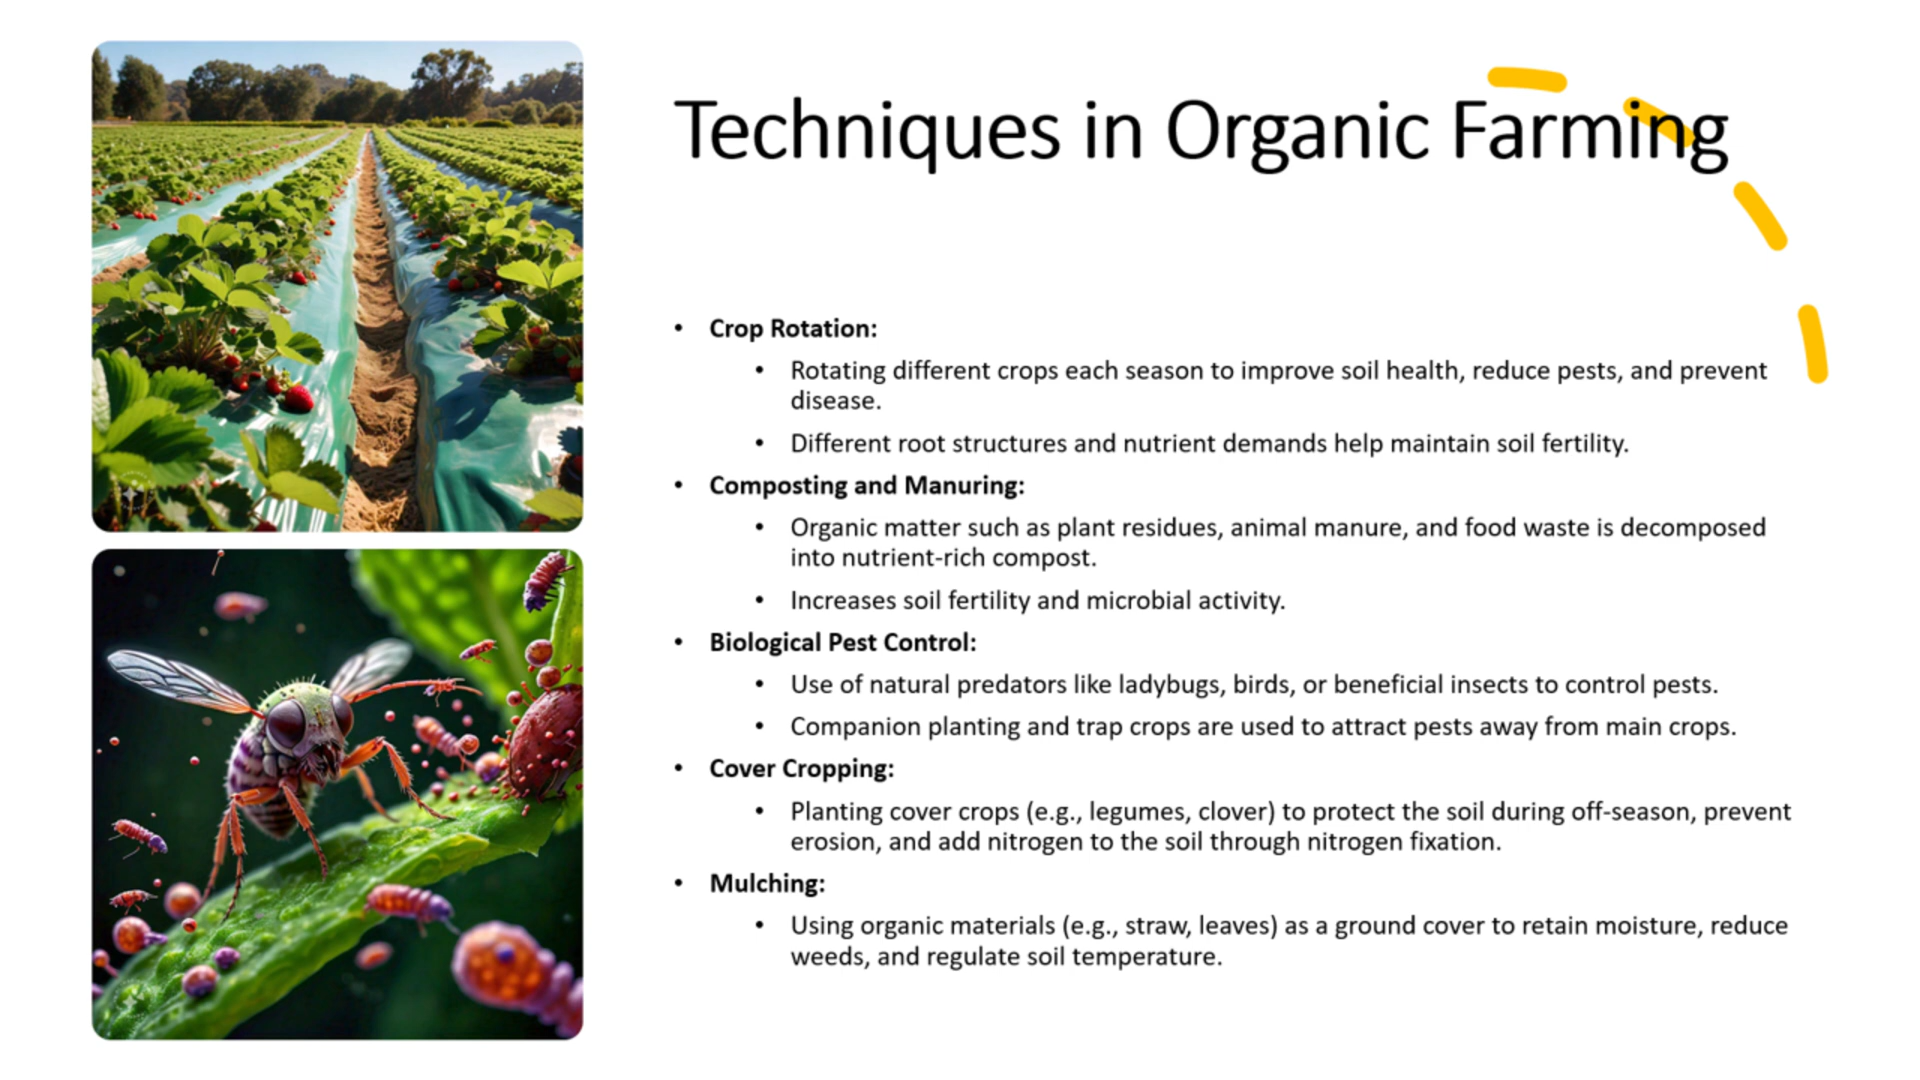 Techniques in Organic Farming
• Crop Rotation:
• Rotating different crops each season to improve soil health, reduce pests, and prevent
disease.
• Different root structures and nutrient demands help maintain soil fertility.
• Composting and Manuring:
• Organic matter such as plant residues, animal manure, and food waste is decomposed
into nutrient-rich compost.
• Increases soil fertility and microbial activity.
• Biological Pest Control:
• Use of natural predators like ladybugs, birds, or beneficial insects to control pests.
• Companion planting and trap crops are used to attract pests away from main crops.
• Cover Cropping:
• Planting cover crops (e.g., legumes, clover) to protect the soil during off-season, prevent
erosion, and add nitrogen to the soil through nitrogen fixation.
• Mulching:
• Using organic materials (e.g., straw, leaves) as a ground cover to retain moisture, reduce
weeds, and regulate soil temperature.